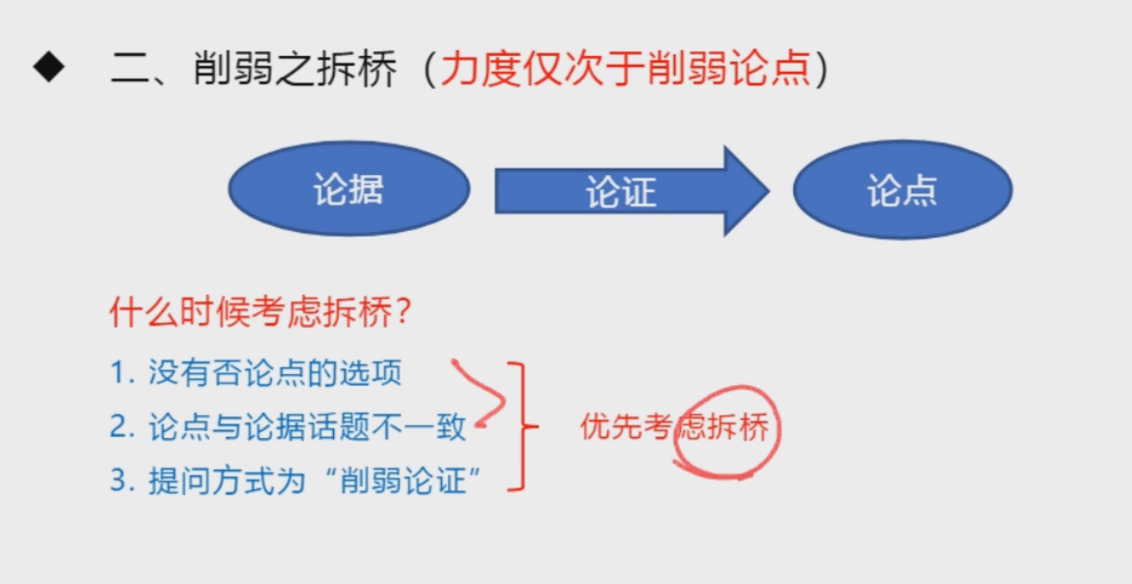 ◆ 二、削弱之拆桥（力度仅次于削弱论点）
论据 论证 论点
什么时候考虑拆桥？
1. 没有否论点的选项
2. 论点与论据话题不一致
优先考虑拆桥
3. 提问方式为“削弱论证”